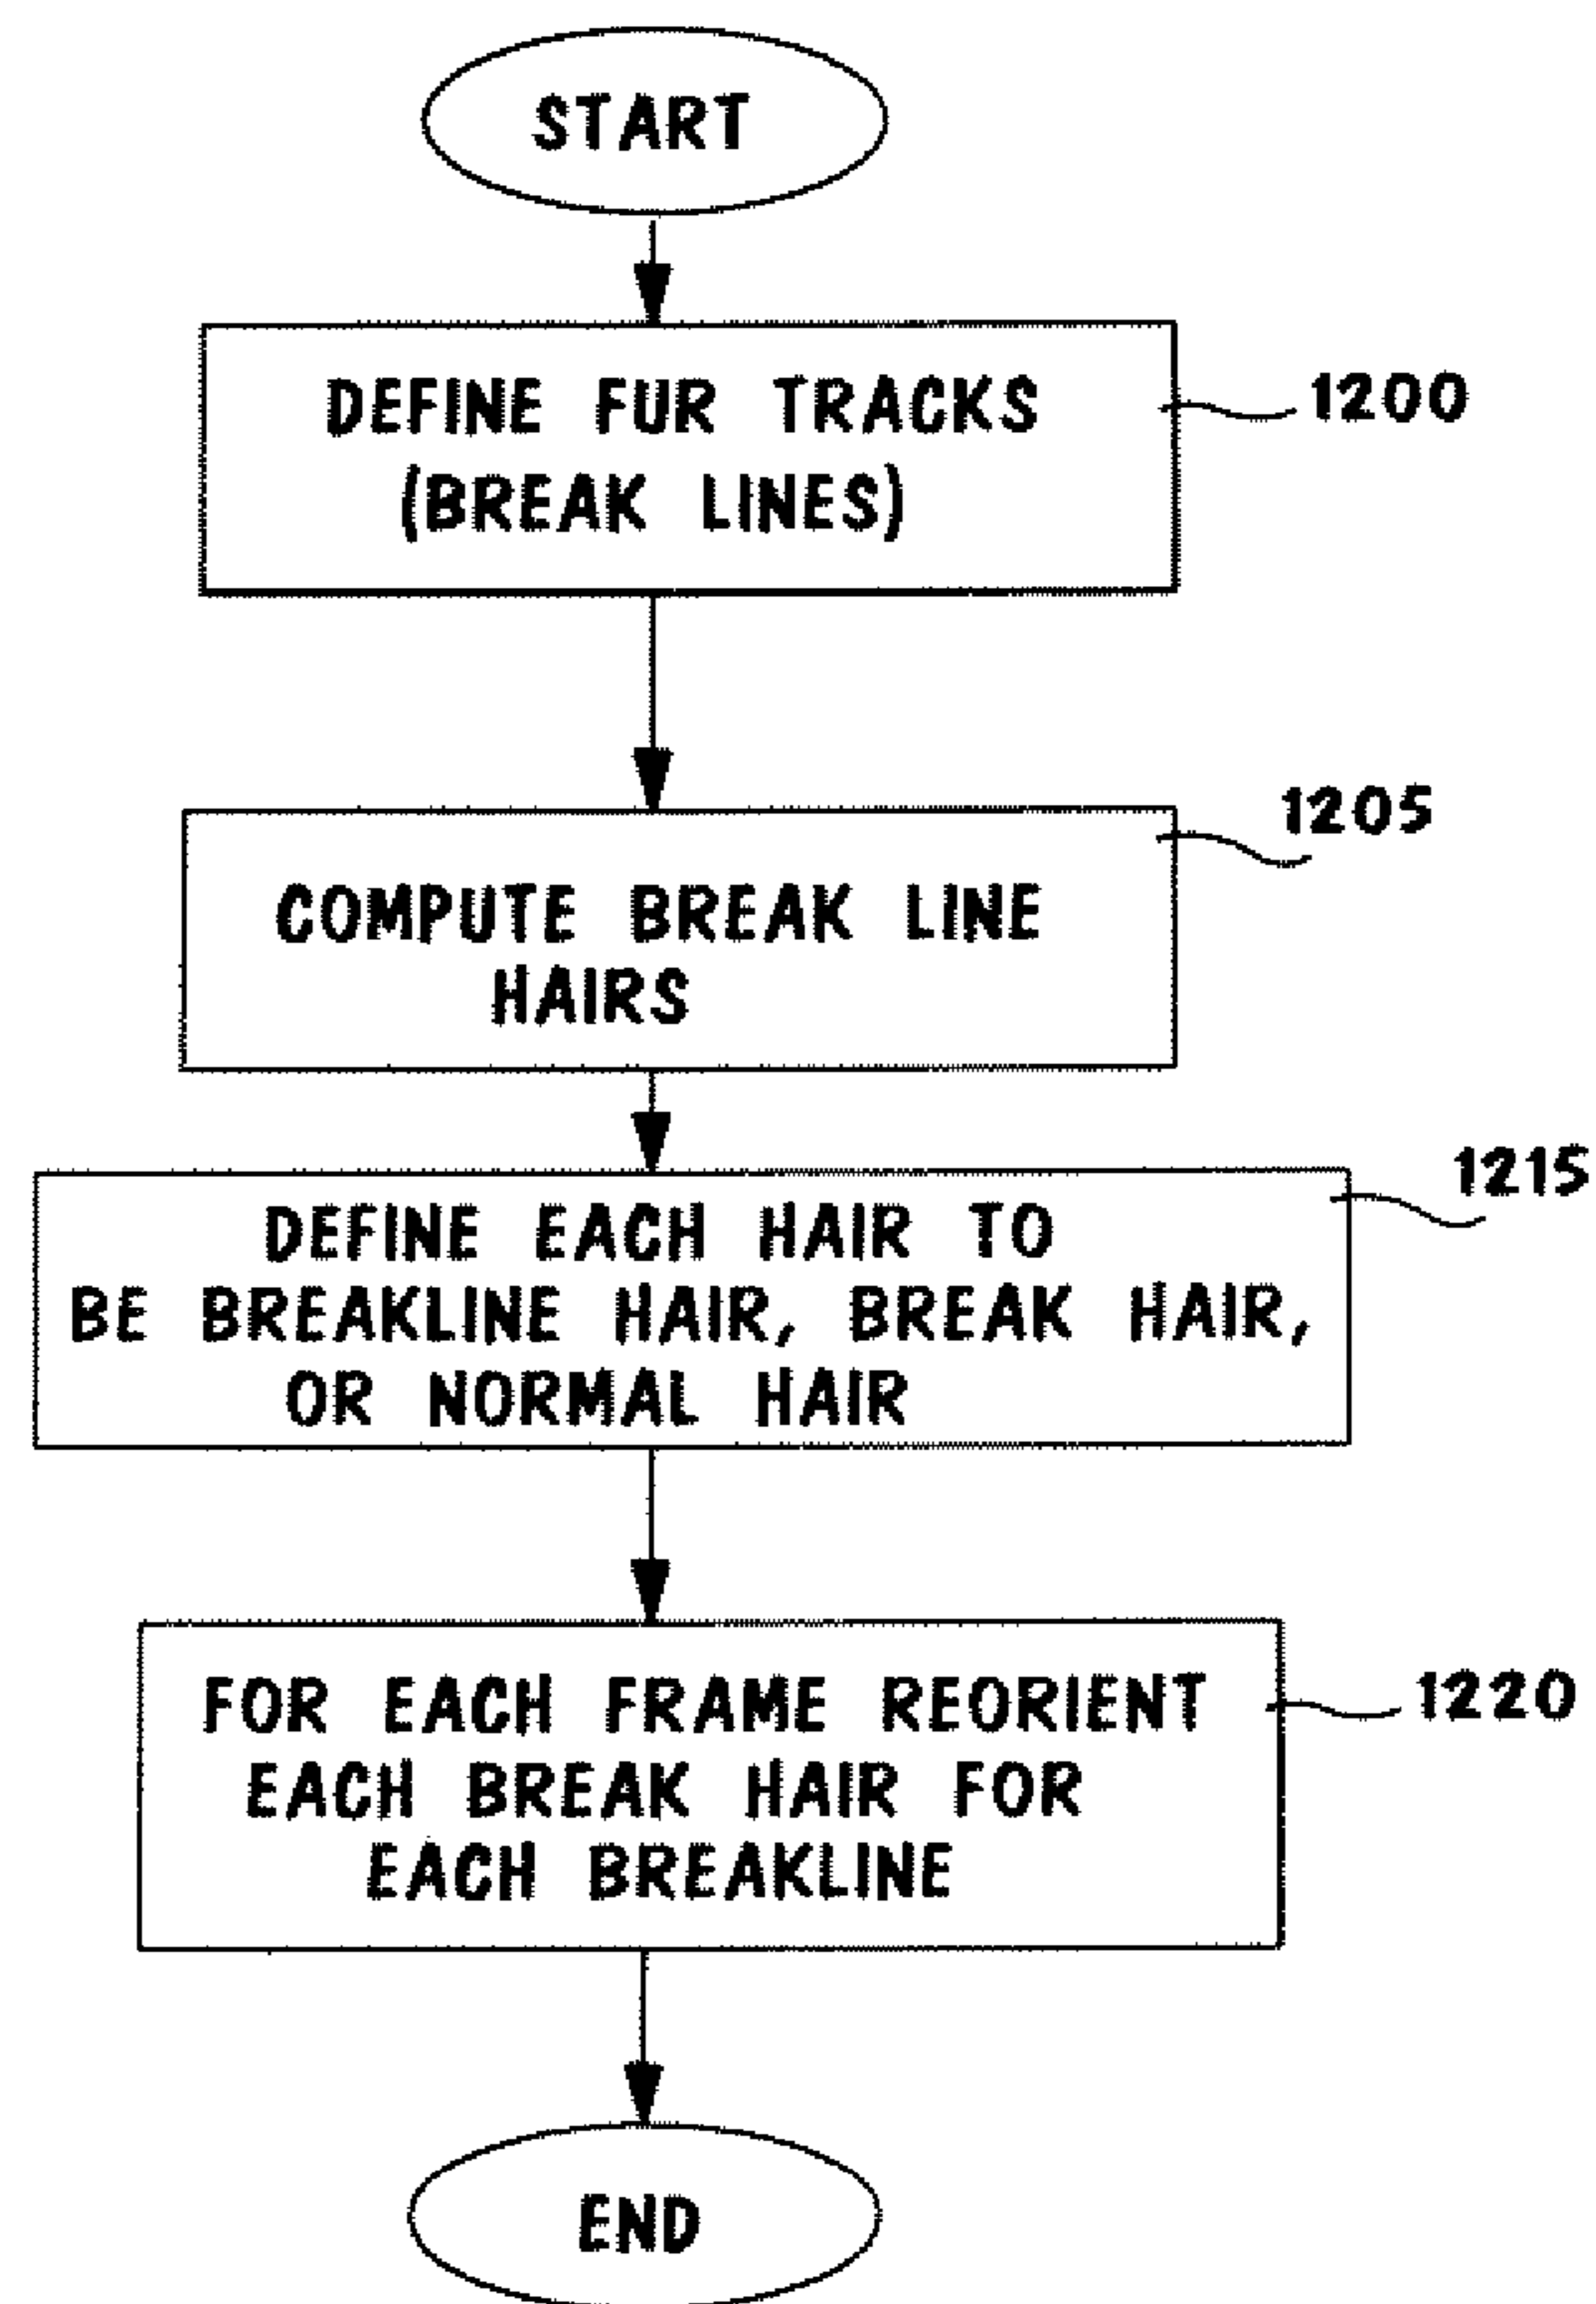 START
DEFINE FUR TRACKS
(BREAK LINES)
1200
COMPUTE BREAK LINE
HAIRS
1205
DEFINE EACH HAIR TO
BE BREAKLINE HAIR, BREAK HAIR,
OR NORMAL HAIR
1215
FOR EACH FRAME REORIENT
EACH BREAK HAIR FOR
EACH BREAKLINE
1220
END